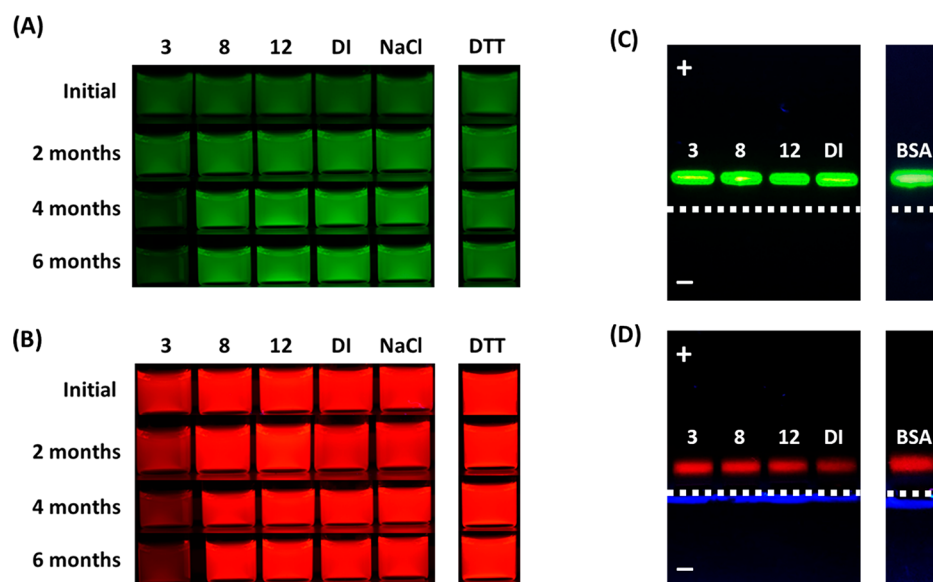 (A)
3 8 12 DI NaCl DTT
Initial
2 months
4 months
6 months
(B)
3 8 12 DI NaCl DTT
Initial
2 months
4 months
6 months
(C)
+
3 8 12 DI BSA
−
(D)
+
3 8 12 DI BSA
−